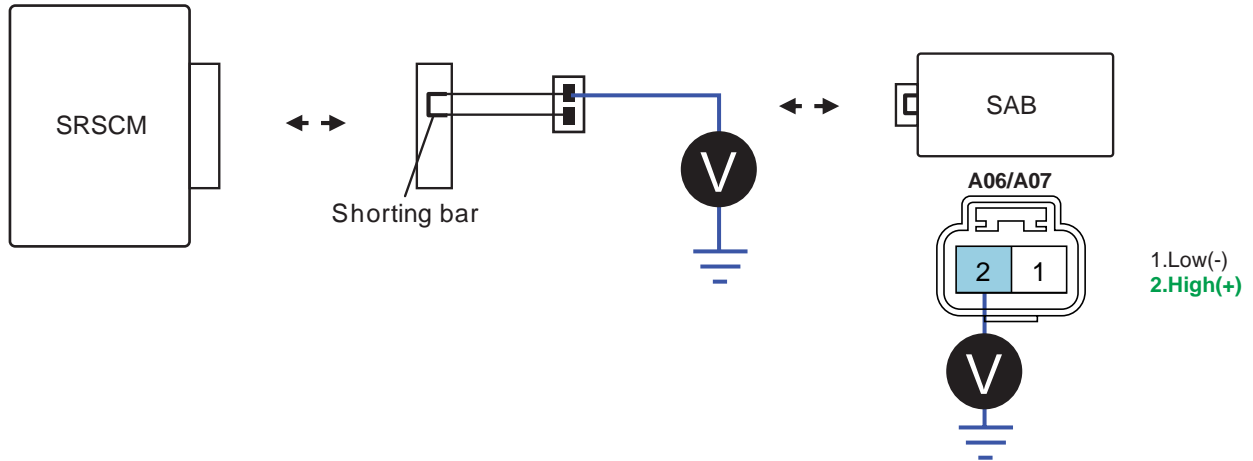 SRSCM
Shorting bar
V
SAB
A06/A07
2 1
1.Low(-)
2.High(+)
V